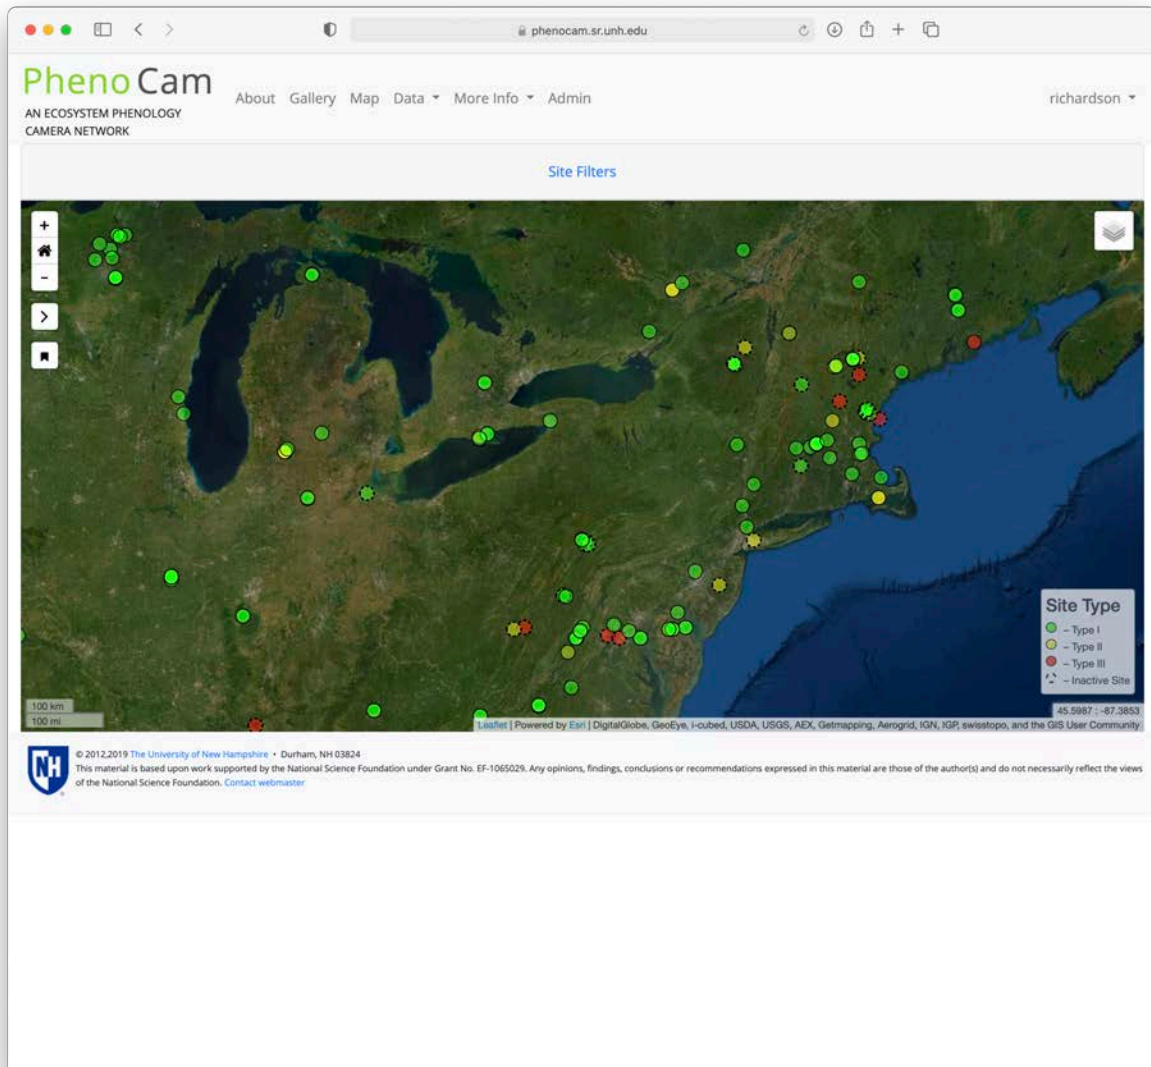 phenocam.sr.unh.edu
Pheno Cam
AN ECOSYSTEM PHENOLOGY
CAMERA NETWORK
About Gallery Map Data More Info Admin
richardson
Site Filters
Site Type
– Type I
– Type II
– Type III
– Inactive Site
100 km
100 mi
45.5987 : -87.3853
Leaflet | Powered by Esri | DigitalGlobe, GeoEye, i-cubed, USDA, USGS, AEX, Getmapping, Aerogrid, IGN, IGP, swisstopo, and the GIS User Community
NH
© 2012,2019 The University of New Hampshire • Durham, NH 03824
This material is based upon work supported by the National Science Foundation under Grant No. EF-1065029. Any opinions, findings, conclusions or recommendations expressed in this material are those of the author(s) and do not necessarily reflect the views
of the National Science Foundation. Contact webmaster